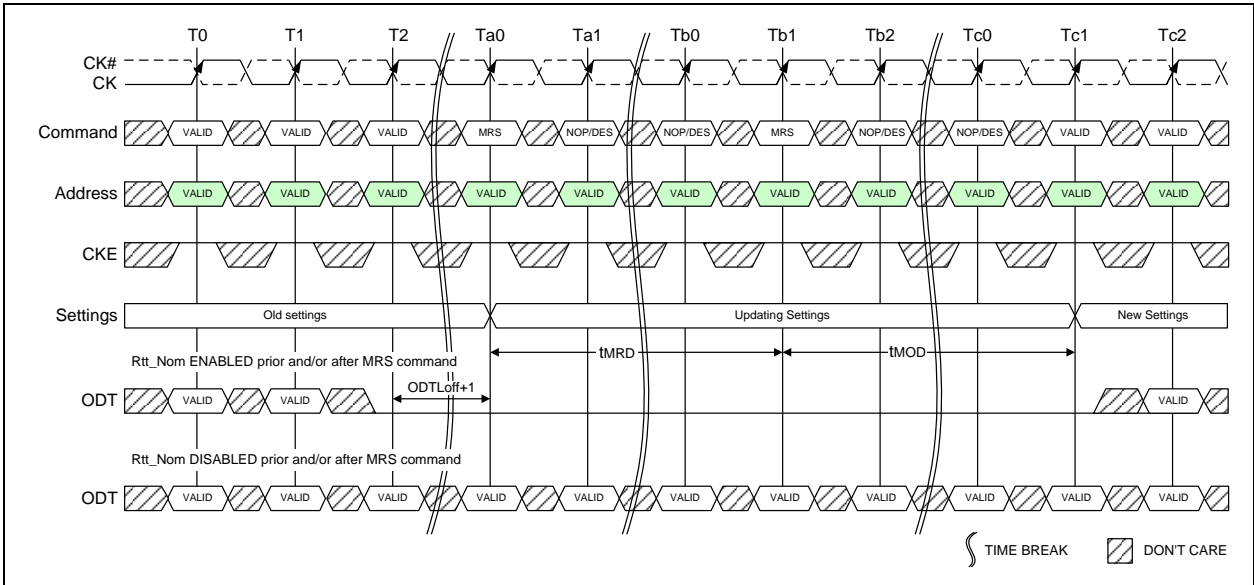 T0 T1 T2 Ta0 Ta1 Tb0 Tb1 Tb2 Tc0 Tc1 Tc2
CK#
CK
Command VALID VALID VALID MRS NOP/DES NOP/DES MRS NOP/DES NOP/DES VALID VALID
Address VALID VALID VALID VALID VALID VALID VALID VALID VALID VALID VALID
CKE
Settings Old settings Updating Settings New Settings
Rtt_Nom ENABLED prior and/or after MRS command tMRD tMOD
ODTLoff+1
ODT VALID VALID VALID
Rtt_Nom DISABLED prior and/or after MRS command
ODT VALID VALID VALID VALID VALID VALID VALID VALID VALID VALID VALID
TIME BREAK DON'T CARE